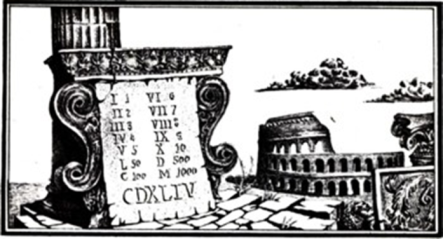 I 1 VI 6
II 2 VII 7
III 3 VIII 8
IV 4 IX 9
V 5 X 10
L 50 D 500
C 100 M 1000
CDXLIV